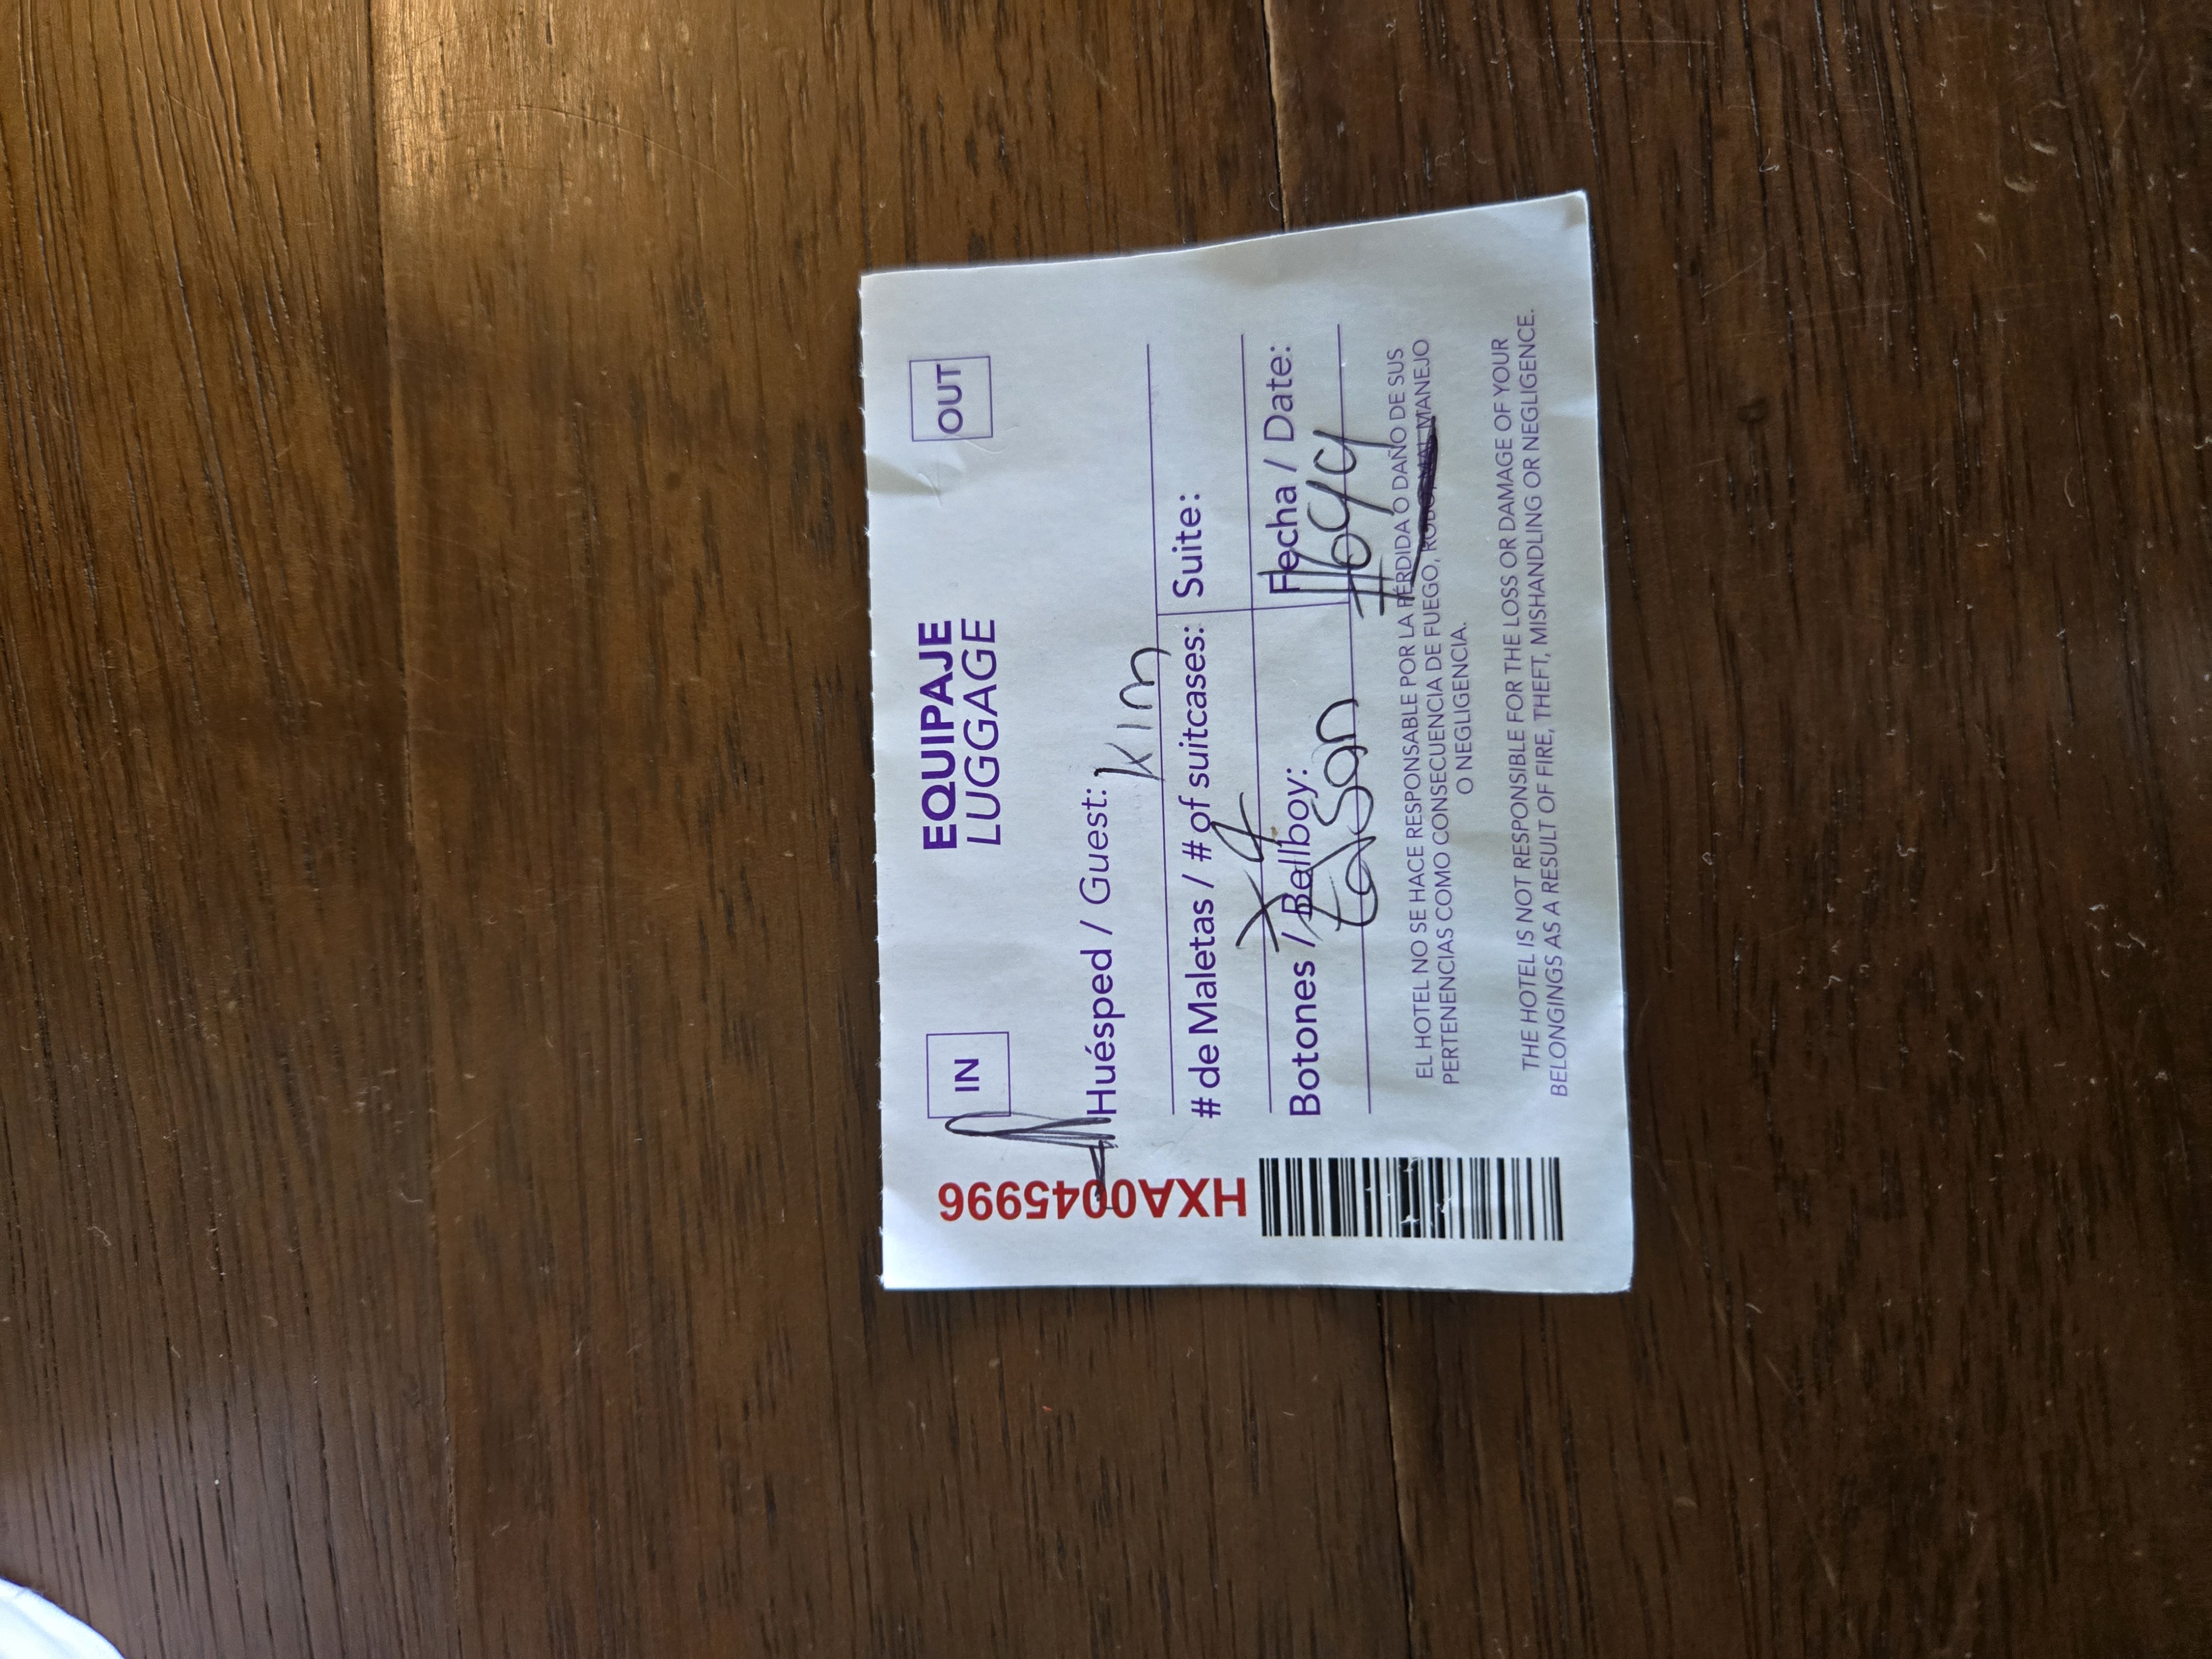 IN
OUT
EQUIPAJE
LUGGAGE
Huésped / Guest: Kim
# de Maletas / # of suitcases: Suite:
x4
Botones / Bellboy: Fecha / Date:
EL HOTEL NO SE HACE RESPONSABLE POR LA PÉRDIDA O DAÑO DE SUS
PERTENENCIAS COMO CONSECUENCIA DE FUEGO, ROBO, MAL MANEJO
O NEGLIGENCIA.
THE HOTEL IS NOT RESPONSIBLE FOR THE LOSS OR DAMAGE OF YOUR
BELONGINGS AS A RESULT OF FIRE, THEFT, MISHANDLING OR NEGLIGENCE.
HXA0045996